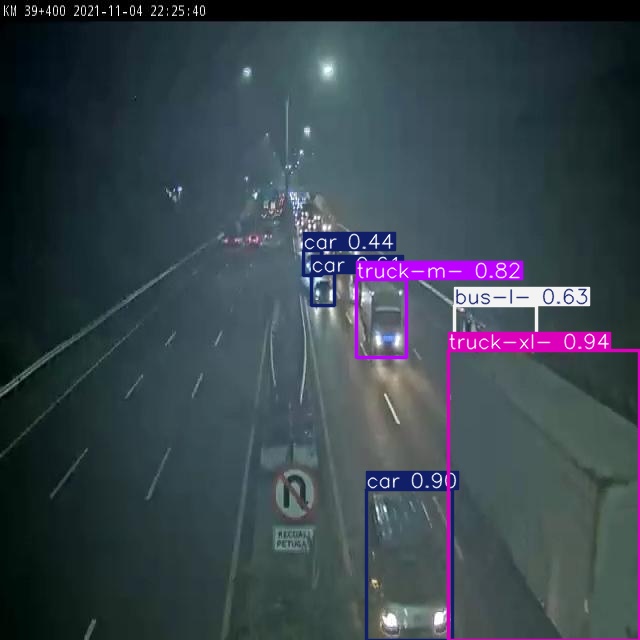 KM 39+400 2021-11-04 22:25:40
car 0.44
car
truck-m- 0.82
bus-l- 0.63
truck-xl- 0.94
car 0.90
KECUALI
PETUGAS